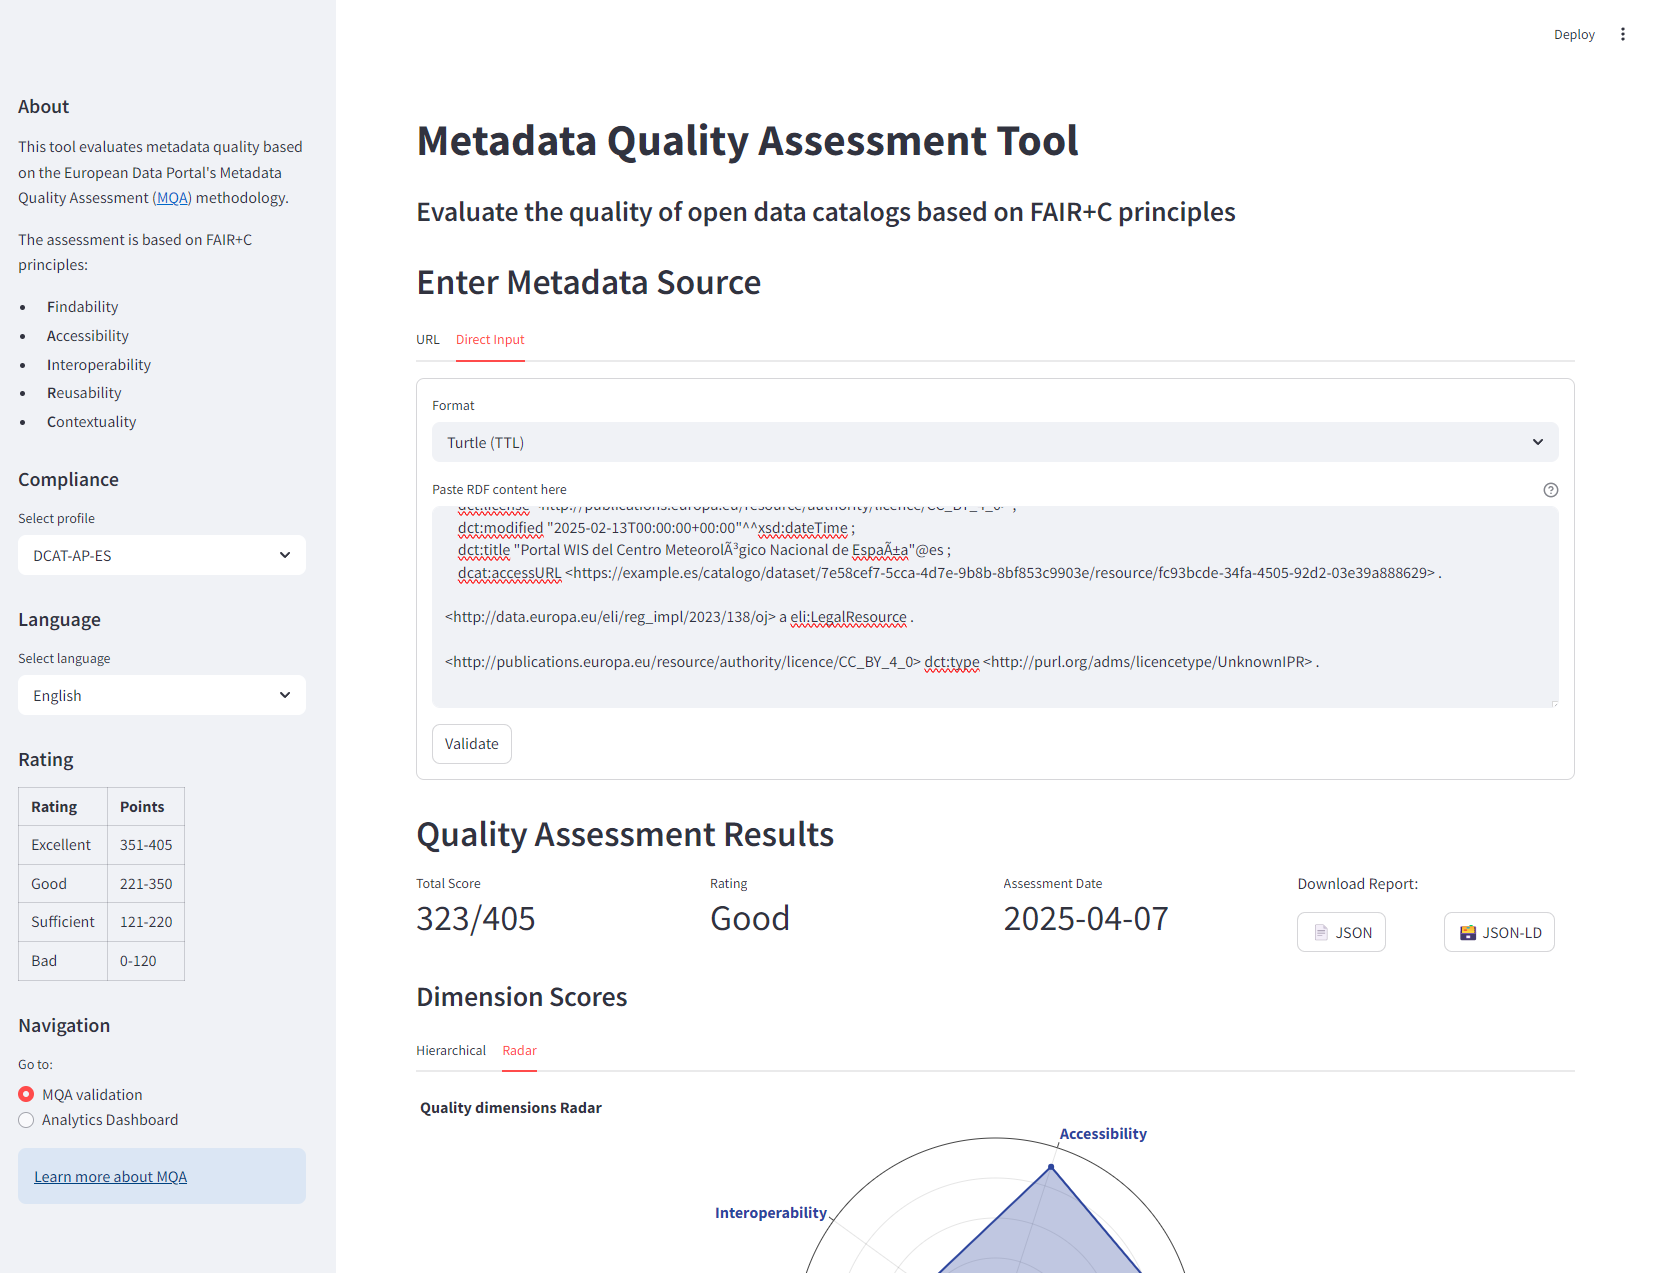 Deploy
About
This tool evaluates metadata quality based
on the European Data Portal's Metadata
Quality Assessment (MQA) methodology.
The assessment is based on FAIR+C
principles:
Findability
Accessibility
Interoperability
Reusability
Contextuality
Compliance
Select profile
DCAT-AP-ES
Language
Select language
English
Rating
Rating Points
Excellent 351-405
Good 221-350
Sufficient 121-220
Bad 0-120
Navigation
Go to:
MQA validation
Analytics Dashboard
Learn more about MQA
Metadata Quality Assessment Tool
Evaluate the quality of open data catalogs based on FAIR+C principles
Enter Metadata Source
URL Direct Input
Format
Turtle (TTL)
Paste RDF content here
dct:license <http://publications.europa.eu/resource/authority/licence/CC_BY_4_0> ;
dct:modified "2025-02-13T00:00:00+00:00"^^xsd:dateTime ;
dct:title "Portal WIS del Centro MeteorolÃ³gico Nacional de EspaÃ±a"@es ;
dcat:accessURL <https://example.es/catalogo/dataset/7e58cef7-5cca-4d7e-9b8b-8bf853c9903e/resource/fc93bcde-34fa-4505-92d2-03e39a888629> .
<http://data.europa.eu/eli/reg_impl/2023/138/oj> a eli:LegalResource .
<http://publications.europa.eu/resource/authority/licence/CC_BY_4_0> dct:type <http://purl.org/adms/licencetype/UnknownIPR> .
Validate
Quality Assessment Results
Total Score
323/405
Rating
Good
Assessment Date
2025-04-07
Download Report:
JSON
JSON-LD
Dimension Scores
Hierarchical Radar
Quality dimensions Radar
Accessibility
Interoperability